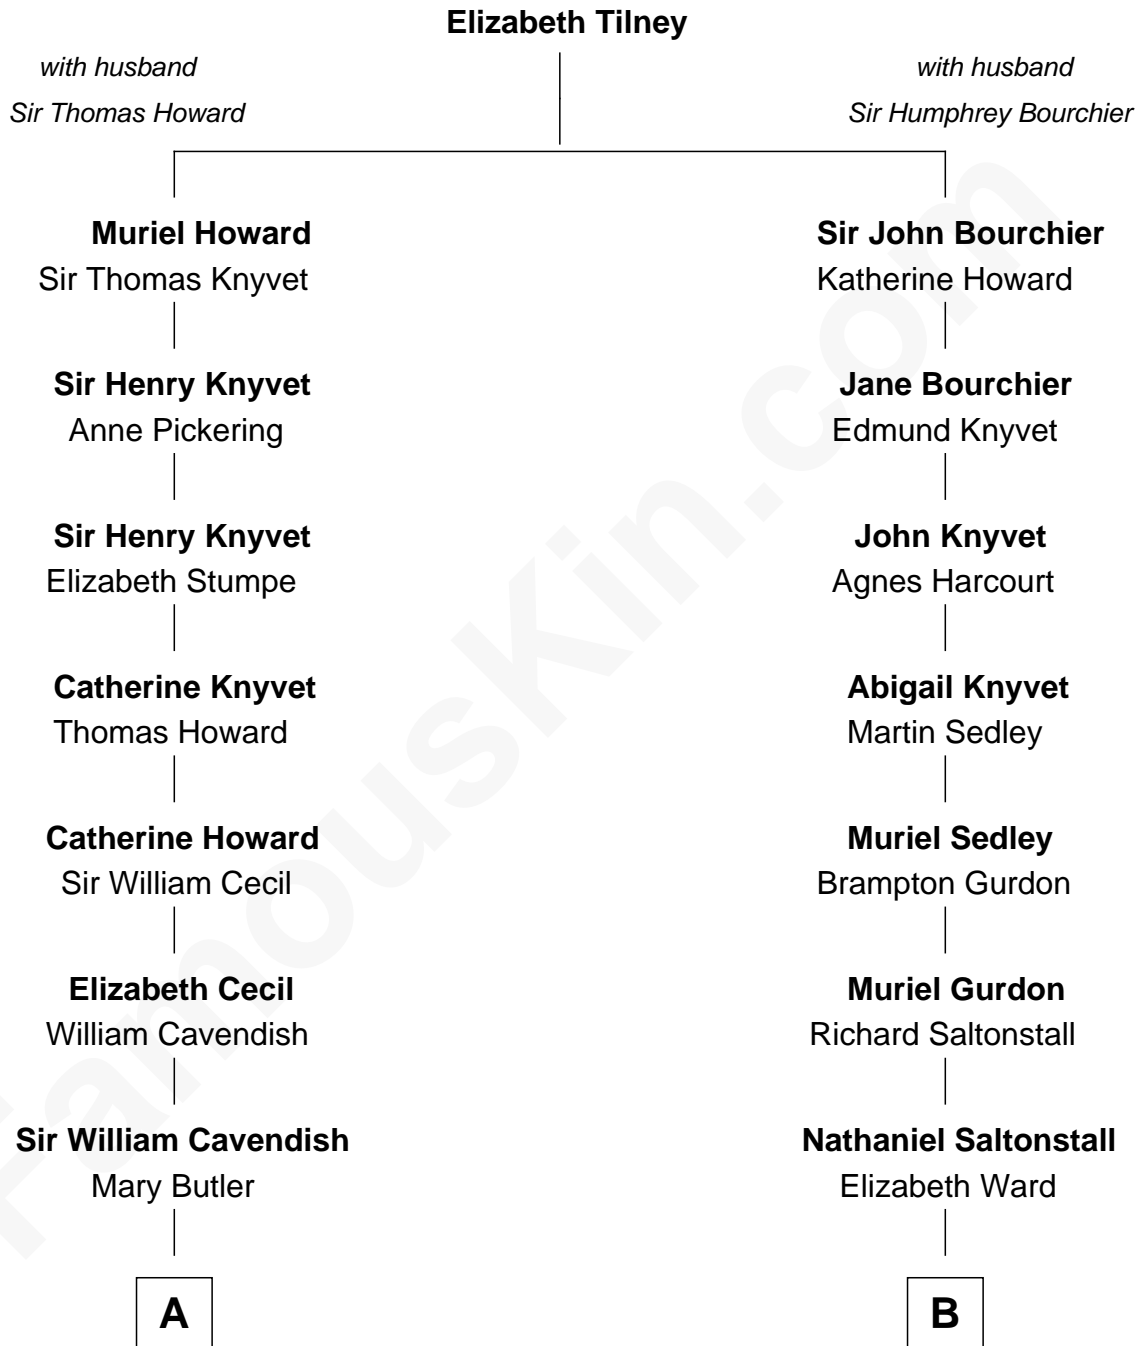 Elizabeth Tilney
with husband
Sir Thomas Howard
with husband
Sir Humphrey Bourchier
Muriel Howard
Sir Thomas Knyvet
Sir John Bourchier
Katherine Howard
Sir Henry Knyvet
Anne Pickering
Jane Bourchier
Edmund Knyvet
Sir Henry Knyvet
Elizabeth Stumpe
John Knyvet
Agnes Harcourt
Catherine Knyvet
Thomas Howard
Abigail Knyvet
Martin Sedley
Catherine Howard
Sir William Cecil
Muriel Sedley
Brampton Gurdon
Elizabeth Cecil
William Cavendish
Muriel Gurdon
Richard Saltonstall
Sir William Cavendish
Mary Butler
Nathaniel Saltonstall
Elizabeth Ward
A
B
FamousKin.com